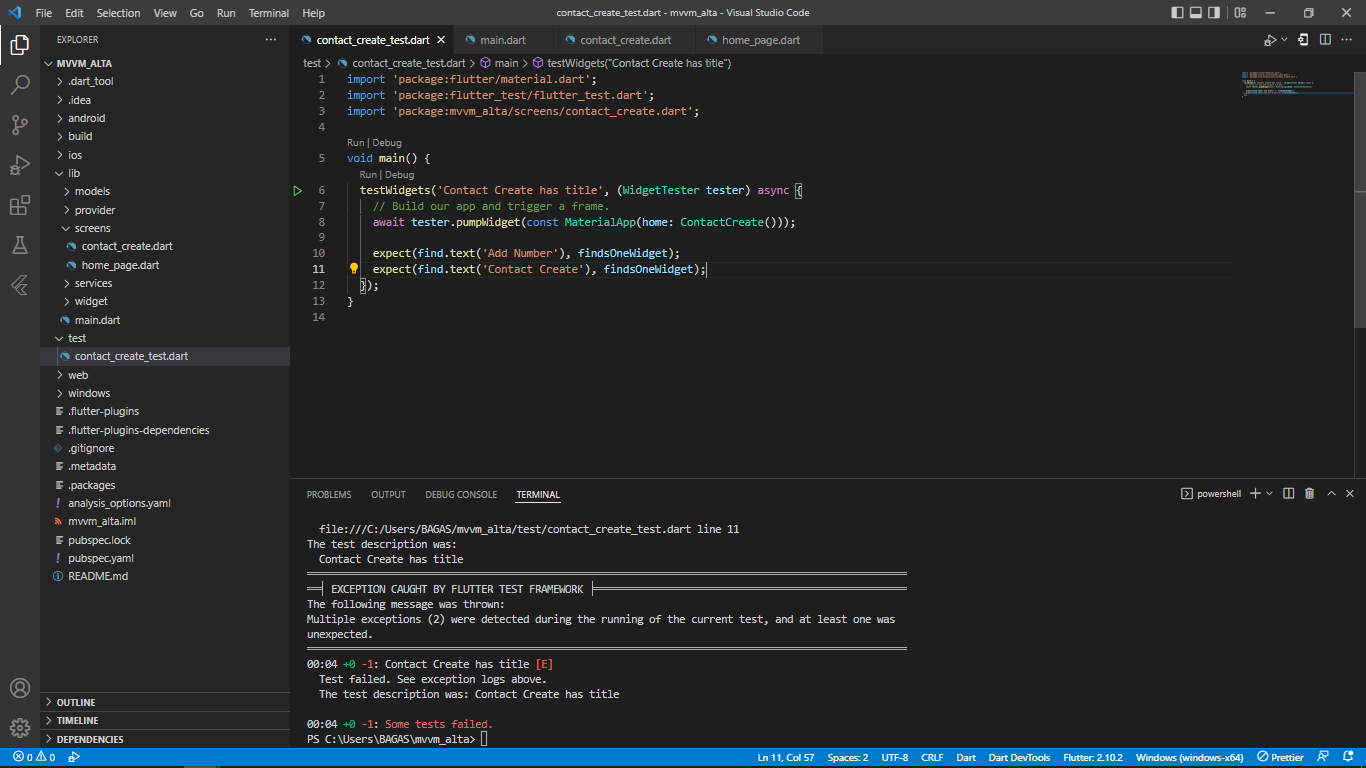 File Edit Selection View Go Run Terminal Help
contact_create_test.dart - mvvm_alta - Visual Studio Code
EXPLORER
MVVM_ALTA
.dart_tool
.idea
android
build
ios
lib
models
provider
screens
contact_create.dart
home_page.dart
services
widget
main.dart
test
contact_create_test.dart
web
windows
.flutter-plugins
.flutter-plugins-dependencies
.gitignore
.metadata
.packages
analysis_options.yaml
mvvm_alta.iml
pubspec.lock
pubspec.yaml
README.md
OUTLINE
TIMELINE
DEPENDENCIES
contact_create_test.dart main.dart contact_create.dart home_page.dart
test > contact_create_test.dart > main > testWidgets("Contact Create has title")
1 import 'package:flutter/material.dart';
2 import 'package:flutter_test/flutter_test.dart';
3 import 'package:mvvm_alta/screens/contact_create.dart';
4
Run | Debug
5 void main() {
Run | Debug
6 testWidgets('Contact Create has title', (WidgetTester tester) async {
7 // Build our app and trigger a frame.
8 await tester.pumpWidget(const MaterialApp(home: ContactCreate()));
9
10 expect(find.text('Add Number'), findsOneWidget);
11 expect(find.text('Contact Create'), findsOneWidget);
12 });
13 }
14
PROBLEMS OUTPUT DEBUG CONSOLE TERMINAL
powershell
file:///C:/Users/BAGAS/mvvm_alta/test/contact_create_test.dart line 11
The test description was:
Contact Create has title
EXCEPTION CAUGHT BY FLUTTER TEST FRAMEWORK
The following message was thrown:
Multiple exceptions (2) were detected during the running of the current test, and at least one was
unexpected.
00:04 +0 -1: Contact Create has title [E]
Test failed. See exception logs above.
The test description was: Contact Create has title
00:04 +0 -1: Some tests failed.
PS C:\Users\BAGAS\mvvm_alta>
0 0 Ln 11, Col 57 Spaces: 2 UTF-8 CRLF Dart Dart DevTools Flutter: 2.10.2 Windows (windows-x64) Prettier